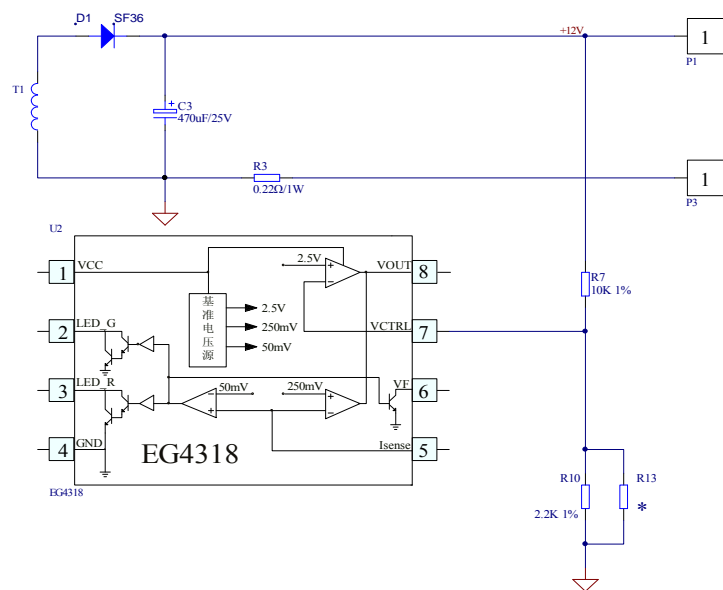 D1
SF36
+12V
1
P1
T1
C3
470uF/25V
R3
0.22Ω/1W
1
P3
U2
1
VCC
2.5V
VOUT
8
基准电压源
2.5V
250mV
50mV
R7
10K 1%
2
LED_G
VCTRL
7
3
LED_R
50mV
250mV
VF
6
4
GND
EG4318
Isense
5
EG4318
R10
2.2K 1%
R13
*